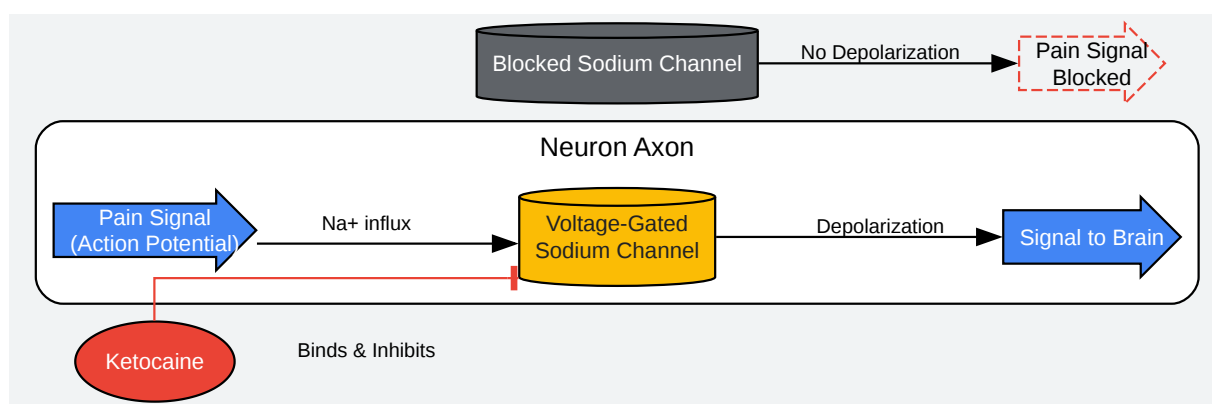 Blocked Sodium Channel
No Depolarization
Pain Signal
Blocked
Neuron Axon
Pain Signal
(Action Potential)
Na+ influx
Voltage-Gated
Sodium Channel
Depolarization
Signal to Brain
Ketocaine
Binds & Inhibits